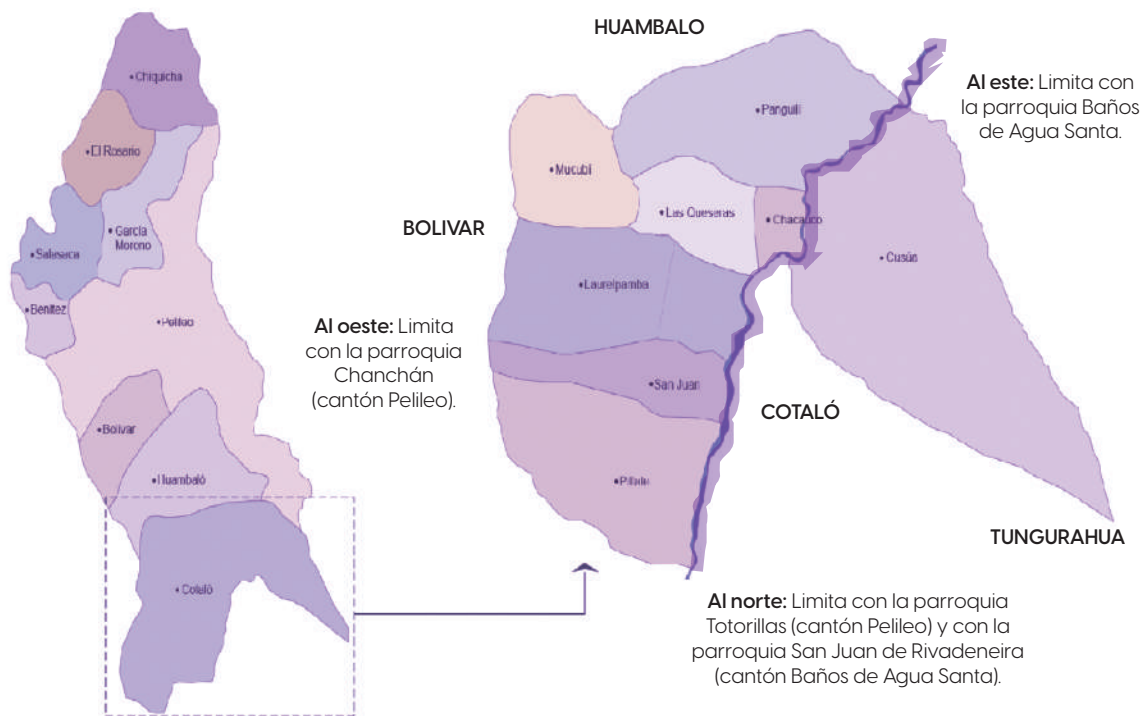 Chiquicha
El Rosario
García
Morono
Salasaca
Benítez
Pelileo
Bolivar
Huambaló
Cotaló
HUAMBALO
Panguilí
Mucubí
Las Queseras
Chacauco
BOLIVAR
Laurelpamba
Cusúa
San Juan
COTALÓ
TUNGURAHUA
Al este: Limita con
la parroquia Baños
de Agua Santa.
Al oeste: Limita
con la parroquia
Chanchán
(cantón Pelileo).
Al norte: Limita con la parroquia
Totorillas (cantón Pelileo) y con la
parroquia San Juan de Rivadeneira
(cantón Baños de Agua Santa).